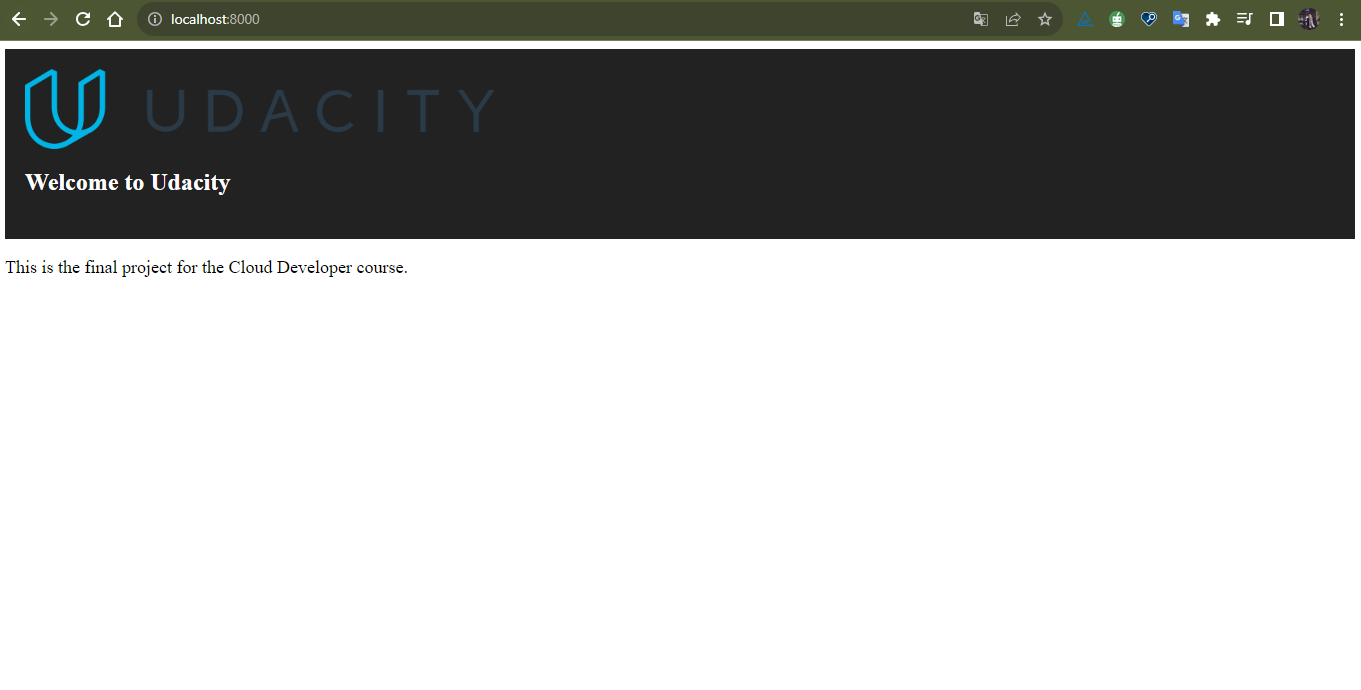 localhost:8000
UDACITY
Welcome to Udacity
This is the final project for the Cloud Developer course.